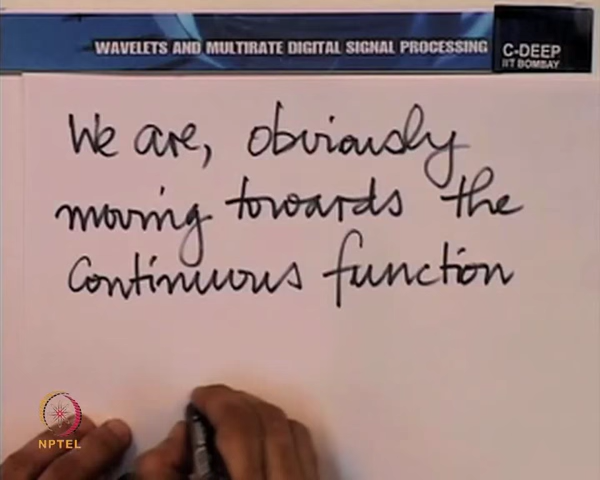 WAVELETS AND MULTIRATE DIGITAL SIGNAL PROCESSING
C-DEEP
IIT BOMBAY
We are, obviously
moving towards the
continuous function
NPTEL